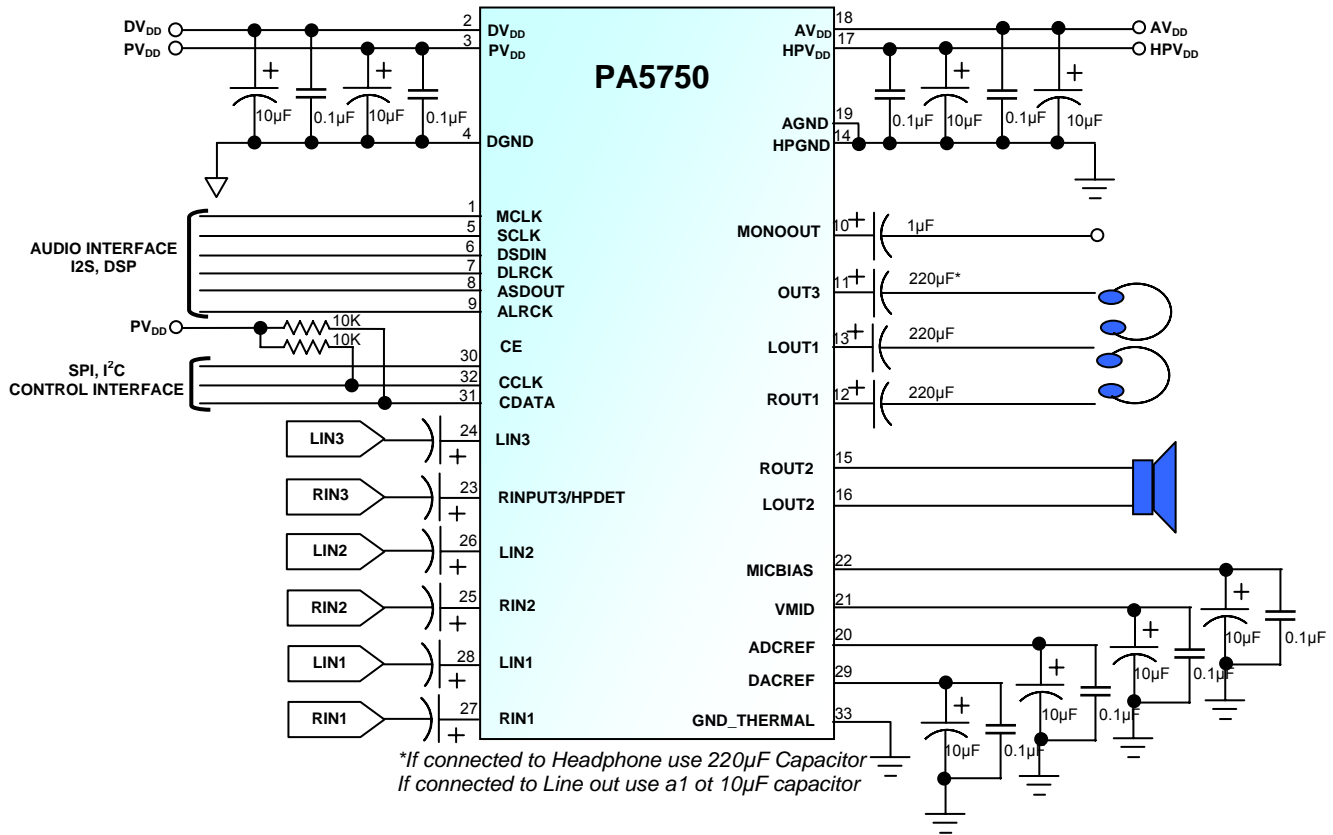 DVDD
PVDD
2
3
4
DVDD
PVDD
DGND
10µF
0.1µF
10µF
0.1µF
PA5750
18
17
19
14
AVDD
HPVDD
AGND
HPGND
AVDD
HPVDD
0.1µF
10µF
0.1µF
10µF
AUDIO INTERFACE
I2S, DSP
1
5
6
7
8
9
MCLK
SCLK
DSDIN
DLRCK
ASDOUT
ALRCK
PVDD
10K
10K
SPI, I²C
CONTROL INTERFACE
30
32
31
CE
CCLK
CDATA
LIN3
24
+
LIN3
RIN3
23
+
RINPUT3/HPDET
LIN2
26
+
LIN2
RIN2
25
+
RIN2
LIN1
28
+
LIN1
RIN1
27
+
RIN1
MONOOUT
10
+
1µF
OUT3
11
+
220µF*
LOUT1
13
+
220µF
ROUT1
12
+
220µF
ROUT2
15
LOUT2
16
MICBIAS
22
+
10µF
0.1µF
VMID
21
+
10µF
0.1µF
ADCREF
20
+
10µF
0.1µF
DACREF
29
+
10µF
0.1µF
GND_THERMAL
33
*If connected to Headphone use 220µF Capacitor
If connected to Line out use a1 ot 10µF capacitor